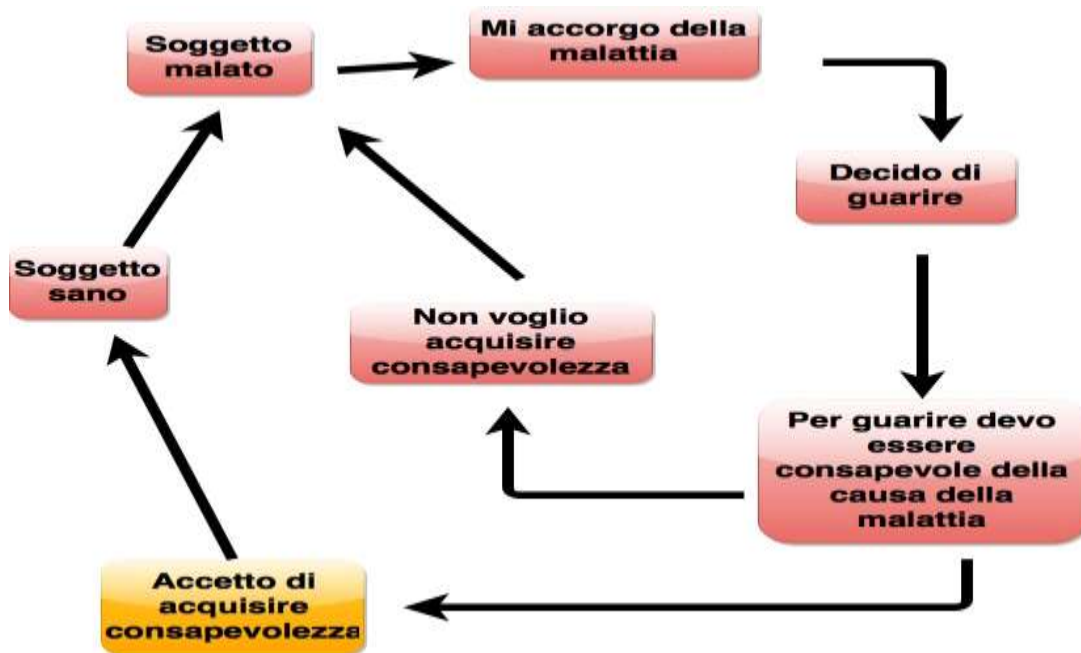 Soggetto
malato
Mi accorgo della
malattia
Decido di
guarire
Soggetto
sano
Non voglio
acquisire
consapevolezza
Per guarire devo
essere
consapevole della
causa della
malattia
Accetto di
acquisire
consapevolezza